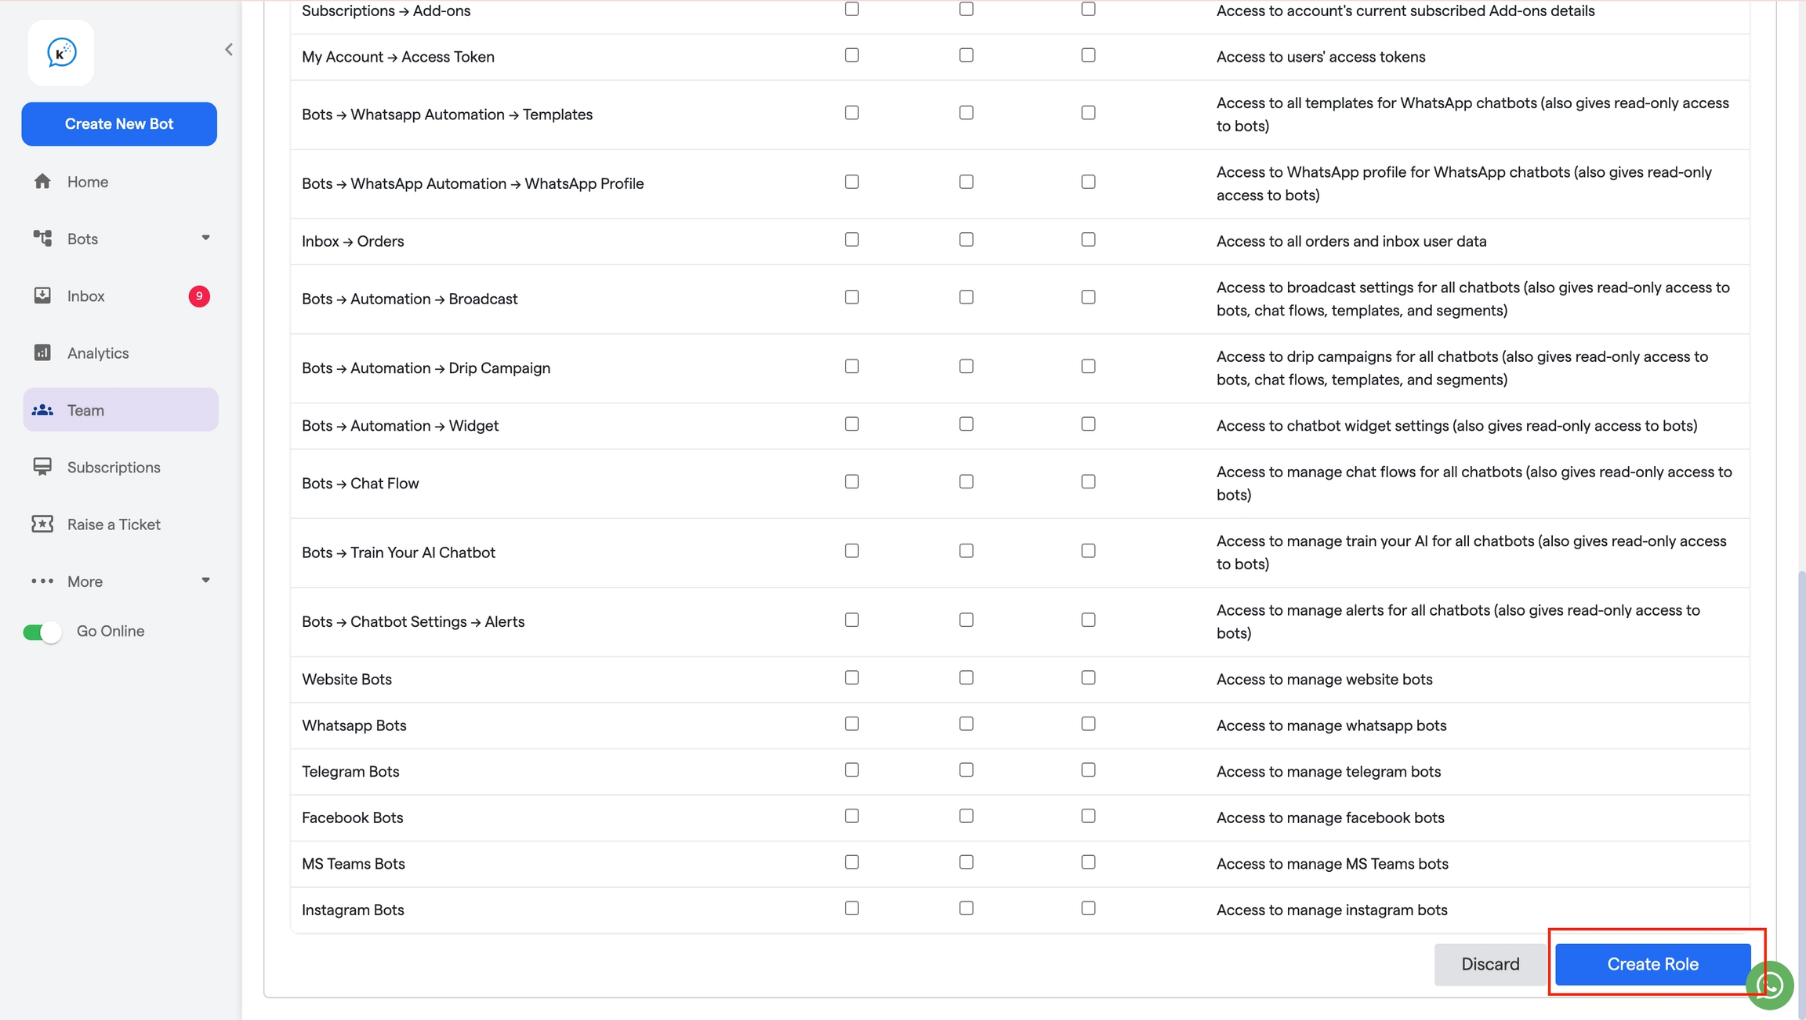 Subscriptions → Add-ons
Access to account's current subscribed Add-ons details
K
My Account → Access Token
Access to users' access tokens
Create New Bot
Home
Bots
Inbox
9
Analytics
Team
Subscriptions
Raise a Ticket
More
Go Online
Bots → Whatsapp Automation → Templates
Access to all templates for WhatsApp chatbots (also gives read-only access
to bots)
Bots → WhatsApp Automation → WhatsApp Profile
Access to WhatsApp profile for WhatsApp chatbots (also gives read-only
access to bots)
Inbox → Orders
Access to all orders and inbox user data
Bots → Automation → Broadcast
Access to broadcast settings for all chatbots (also gives read-only access to
bots, chat flows, templates, and segments)
Bots → Automation → Drip Campaign
Access to drip campaigns for all chatbots (also gives read-only access to
bots, chat flows, templates, and segments)
Bots → Automation → Widget
Access to chatbot widget settings (also gives read-only access to bots)
Bots → Chat Flow
Access to manage chat flows for all chatbots (also gives read-only access to
bots)
Bots → Train Your AI Chatbot
Access to manage train your AI for all chatbots (also gives read-only access
to bots)
Bots → Chatbot Settings → Alerts
Access to manage alerts for all chatbots (also gives read-only access to
bots)
Website Bots
Access to manage website bots
Whatsapp Bots
Access to manage whatsapp bots
Telegram Bots
Access to manage telegram bots
Facebook Bots
Access to manage facebook bots
MS Teams Bots
Access to manage MS Teams bots
Instagram Bots
Access to manage instagram bots
Discard
Create Role